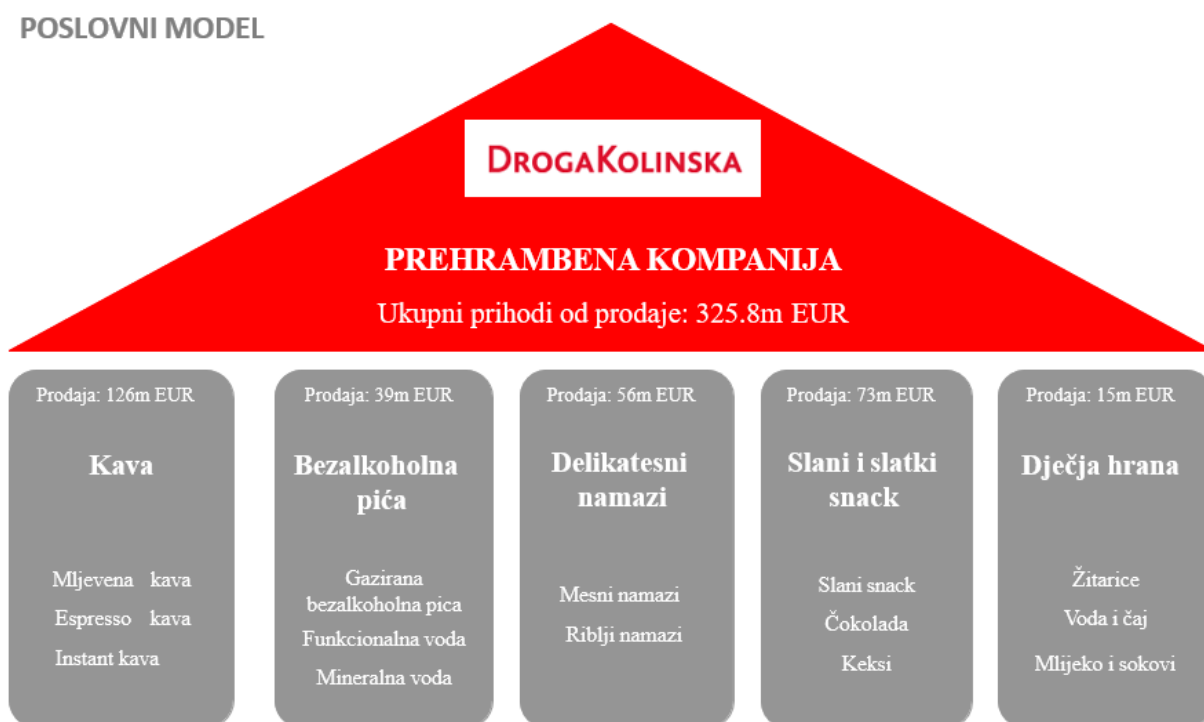 POSLOVNI MODEL
DROGAKOLINSKA
PREHRAMBENA KOMPANIJA
Ukupni prihodi od prodaje: 325.8m EUR
Prodaja: 126m EUR
Kava
Mljevena kava
Espresso kava
Instant kava
Prodaja: 39m EUR
Bezalkoholna
pića
Gazirana
bezalkoholna pica
Funkcionalna voda
Mineralna voda
Prodaja: 56m EUR
Delikatesni
namazi
Mesni namazi
Riblji namazi
Prodaja: 73m EUR
Slani i slatki
snack
Slani snack
Čokolada
Keksi
Prodaja: 15m EUR
Dječja hrana
Žitarice
Voda i čaj
Mlijeko i sokovi